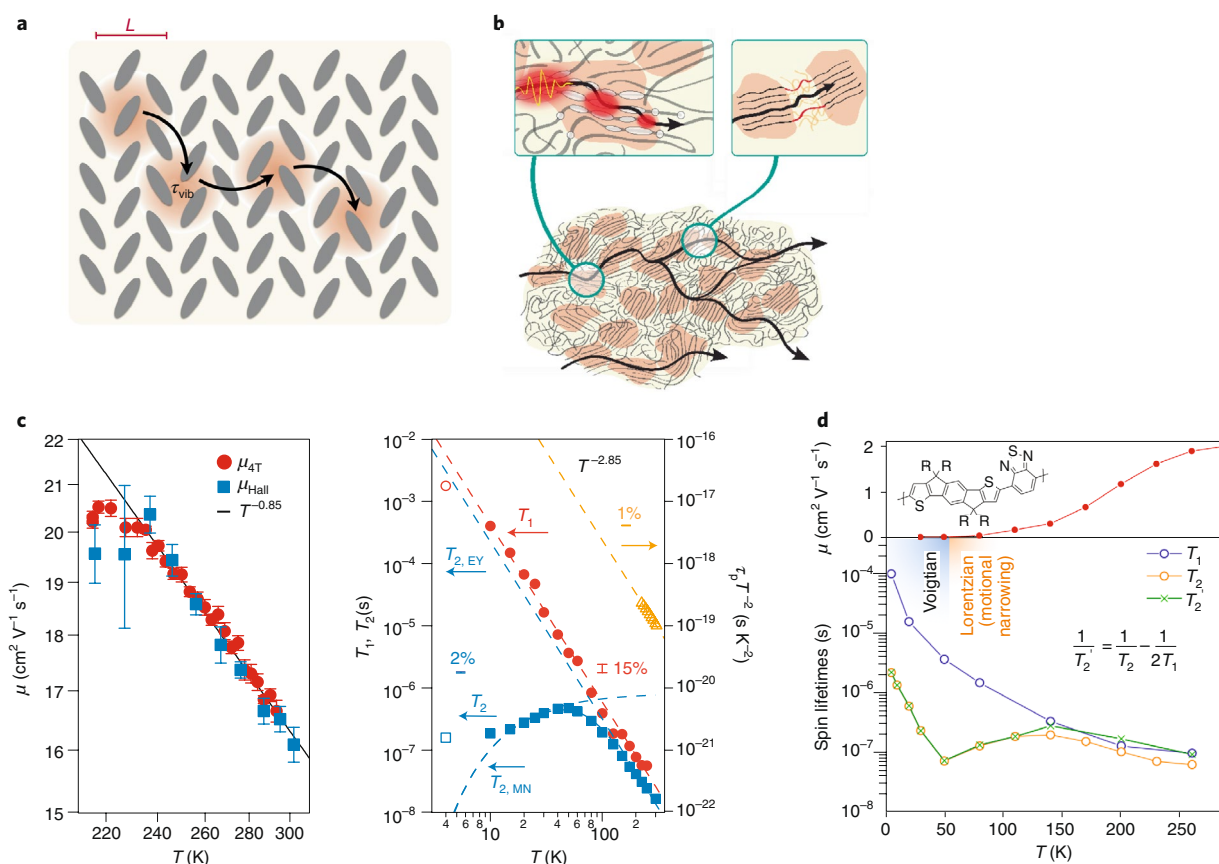 a
L
τvib
b
c
μ (cm² V⁻¹ s⁻¹)
22
21
20
19
18
17
16
15
μ4T
μHall
T⁻⁰·⁸⁵
220
240
260
280
300
T (K)
T₁, T₂(s)
10⁻²
10⁻³
10⁻⁴
10⁻⁵
10⁻⁶
10⁻⁷
10⁻⁸
T⁻²·⁸⁵
1%
T₁
T₂, EY
2%
15%
T₂
T₂, MN
10⁻¹⁶
10⁻¹⁷
10⁻¹⁸
10⁻¹⁹
10⁻²⁰
10⁻²¹
10⁻²²
τp T⁻² (s K⁻²)
4 6 8 10 2 4 6 8 100 2
T (K)
d
μ (cm² V⁻¹ s⁻¹)
2
1
0
R R
S
S
N S N
R R
Voigtian
Lorentzian
(motional
narrowing)
T₁
T₂
T₂′
1/T₂′ = 1/T₂ − 1/2T₁
Spin lifetimes (s)
10⁻⁴
10⁻⁵
10⁻⁶
10⁻⁷
10⁻⁸
0 50 100 150 200 250
T (K)